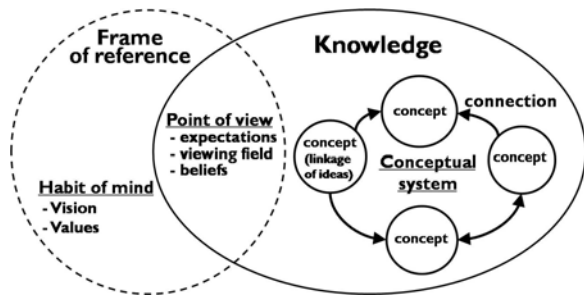 Frame
of reference
Knowledge
Point of view
- expectations
- viewing field
- beliefs
Habit of mind
- Vision
- Values
concept
connection
concept
(linkage
of ideas)
Conceptual
system
concept
concept